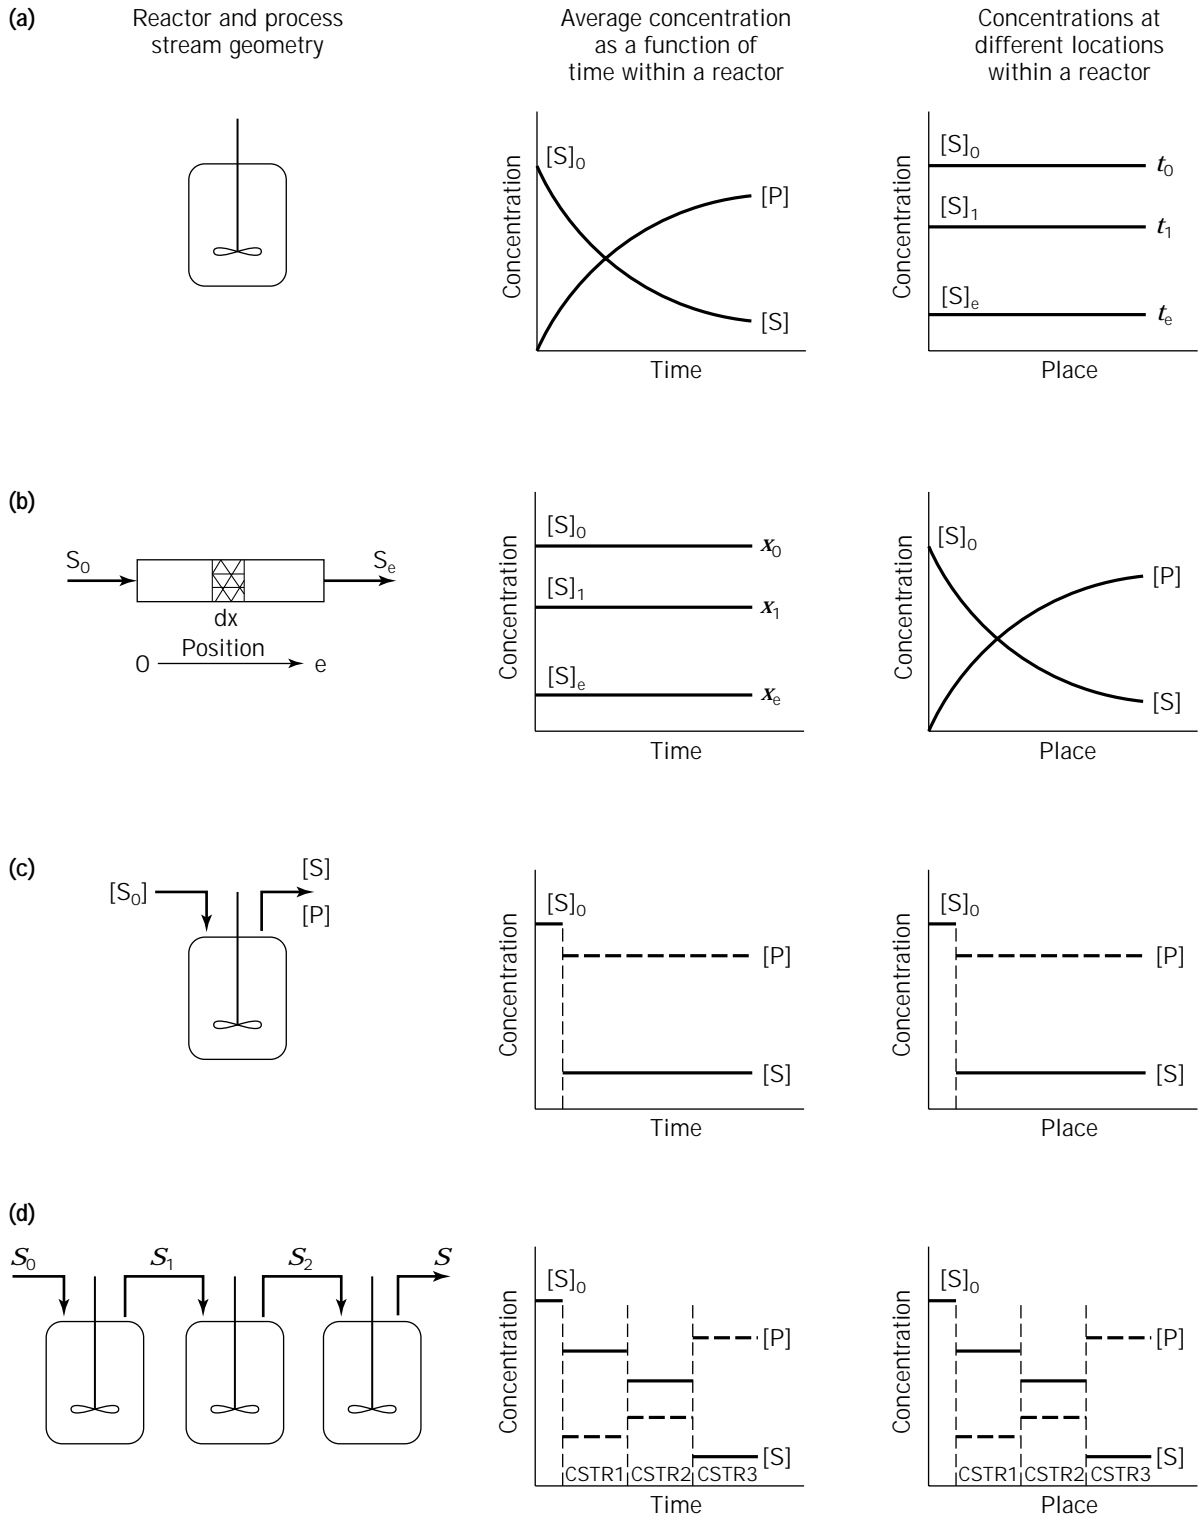 (a)
Reactor and process
stream geometry
Average concentration
as a function of
time within a reactor
Concentrations at
different locations
within a reactor
Concentration
[S]₀
[P]
[S]
Time
Concentration
[S]₀
t₀
[S]₁
t₁
[S]ₑ
tₑ
Place
(b)
S₀
Sₑ
dx
Position
0
e
Concentration
[S]₀
x₀
[S]₁
x₁
[S]ₑ
xₑ
Time
Concentration
[S]₀
[P]
[S]
Place
(c)
[S₀]
[S]
[P]
Concentration
[S]₀
[P]
[S]
Time
Concentration
[S]₀
[P]
[S]
Place
(d)
S₀
S₁
S₂
S
Concentration
[S]₀
[P]
[S]
CSTR1
CSTR2
CSTR3
Time
Concentration
[S]₀
[P]
[S]
CSTR1
CSTR2
CSTR3
Place